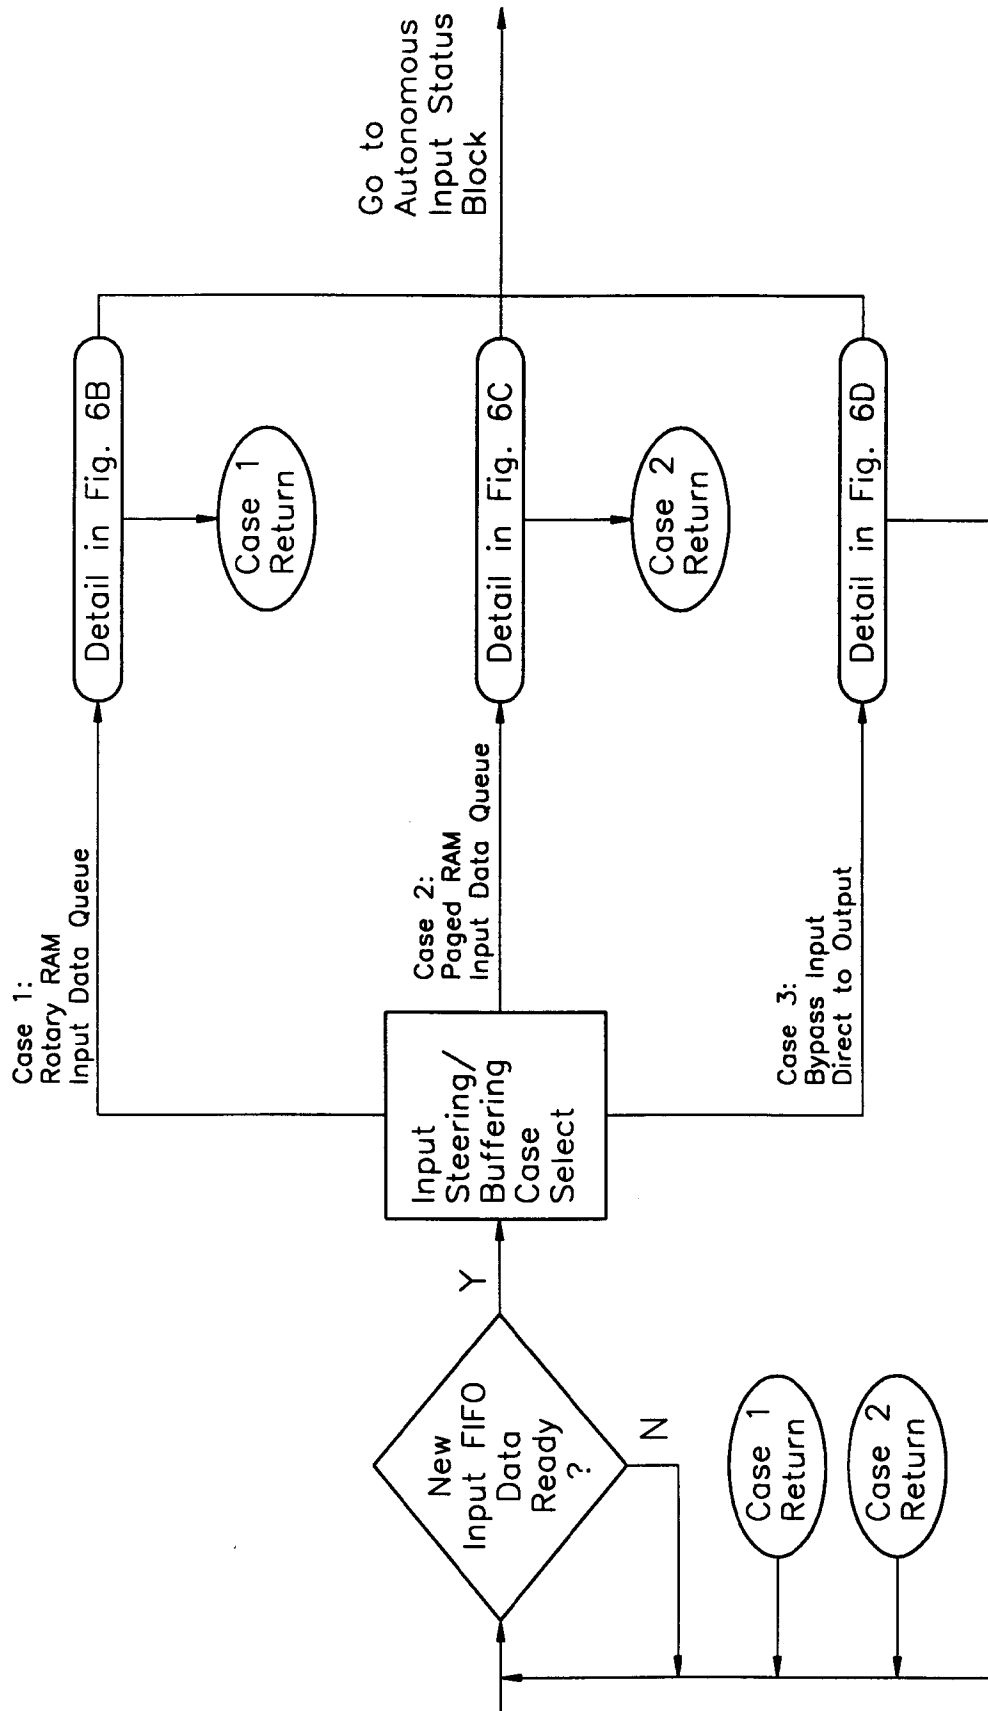 New
Input FIFO
Data
Ready
?
Y
N
Case 1
Return
Case 2
Return
Input
Steering/
Buffering
Case
Select
Case 1:
Rotary RAM
Input Data Queue
Case 2:
Paged RAM
Input Data Queue
Case 3:
Bypass Input
Direct to Output
Detail in Fig. 6B
Case 1
Return
Detail in Fig. 6C
Case 2
Return
Detail in Fig. 6D
Go to
Autonomous
Input Status
Block